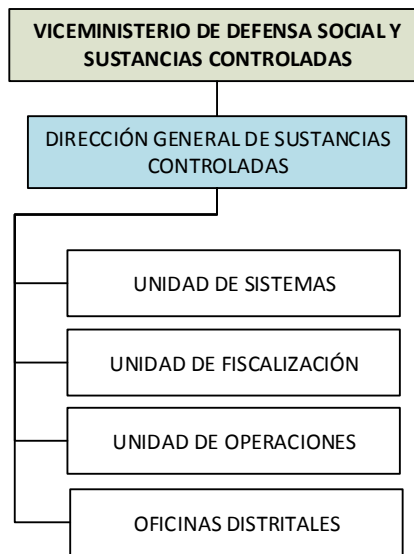 VICEMINISTERIO DE DEFENSA SOCIAL Y
SUSTANCIAS CONTROLADAS
DIRECCIÓN GENERAL DE SUSTANCIAS
CONTROLADAS
UNIDAD DE SISTEMAS
UNIDAD DE FISCALIZACIÓN
UNIDAD DE OPERACIONES
OFICINAS DISTRITALES